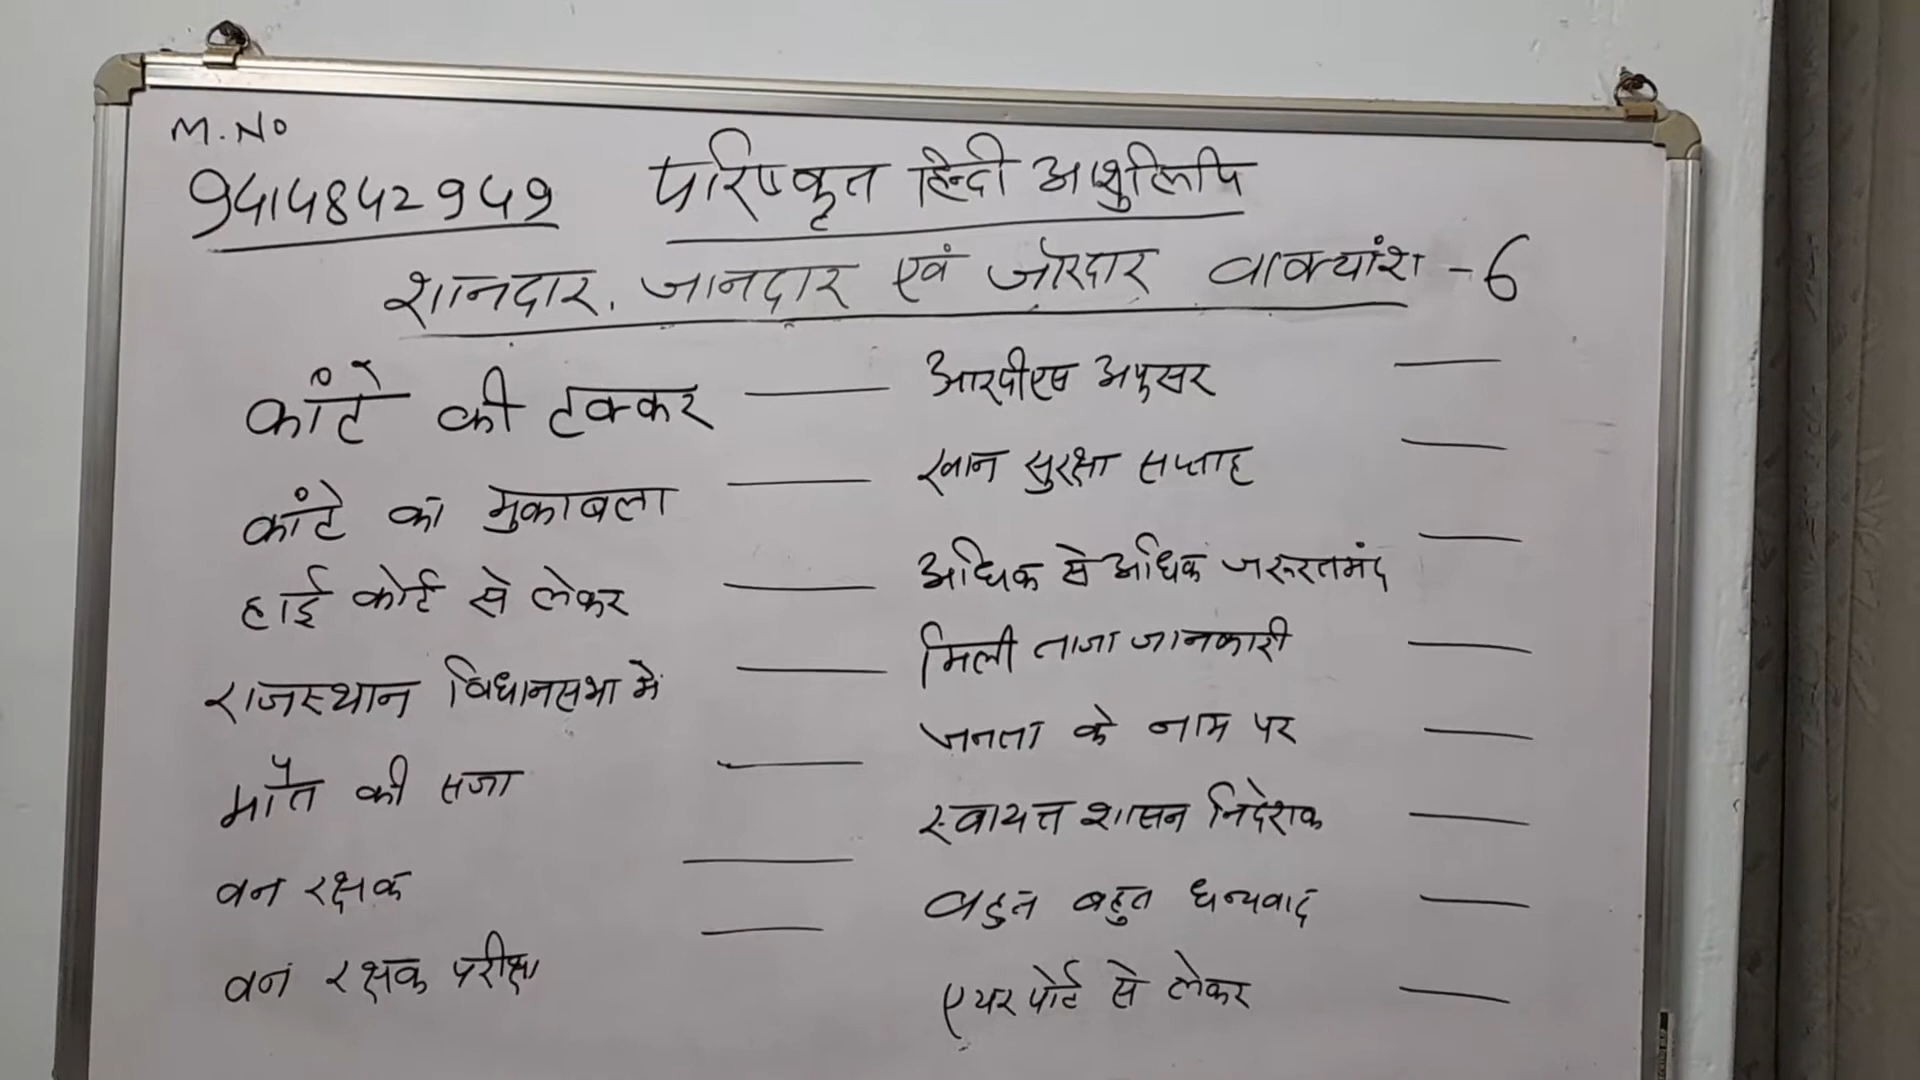 M. No
9414842949
परिष्कृत हिन्दी आशुलिपि
शानदार, जानदार एवं जोरदार वाक्यांश - 6
कांटे की टक्कर
कांटे का मुकाबला
हाई कोर्ट से लेकर
राजस्थान विधानसभा में
मौत की सजा
वन रक्षक
वन रक्षक परीक्षा
आरपीएस अफसर
खान सुरक्षा सप्ताह
अधिक से अधिक जरूरतमंद
मिली ताजा जानकारी
जनता के नाम पर
स्वायत्त शासन निदेशक
बहुत बहुत धन्यवाद
एयर पोर्ट से लेकर